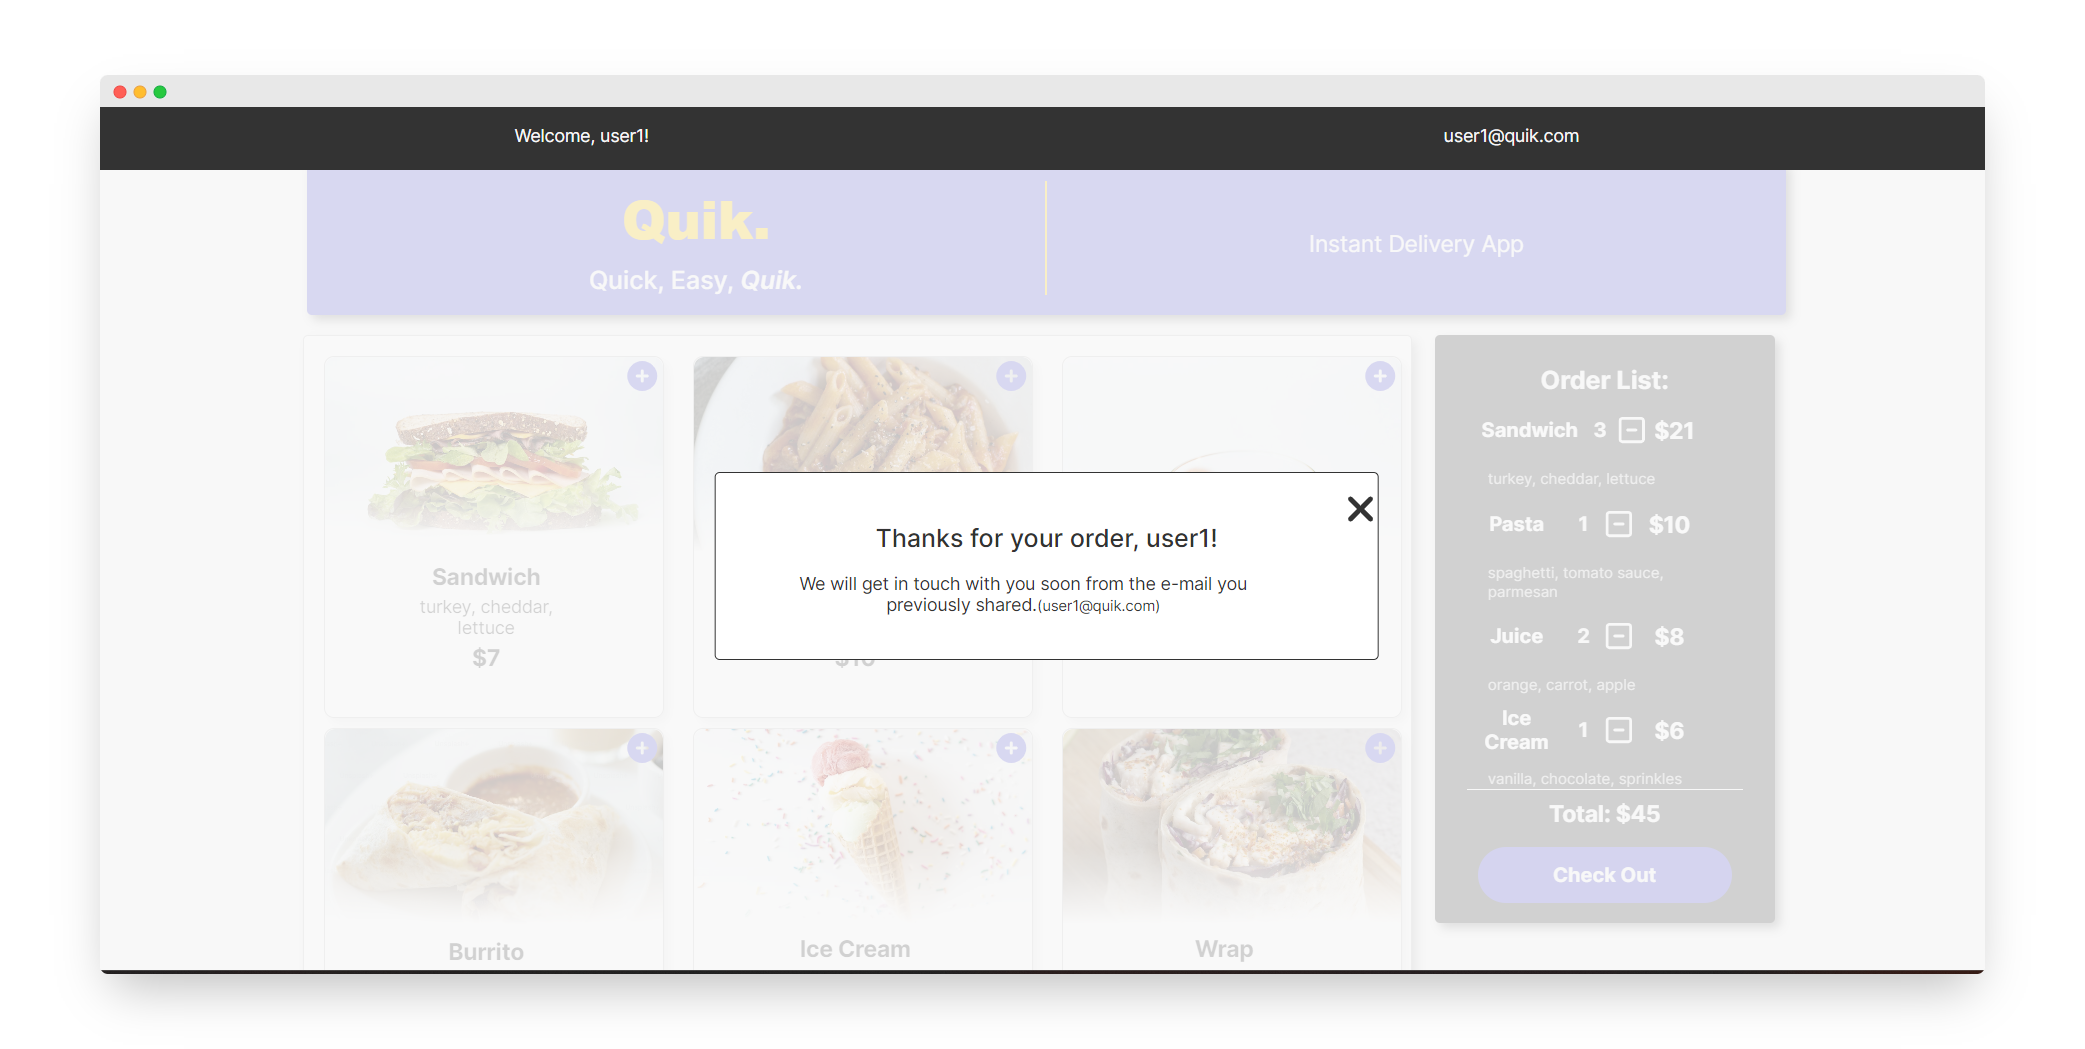 Welcome, user1!
user1@quik.com
Quik.
Quick, Easy, Quik.
Instant Delivery App
Thanks for your order, user1!
We will get in touch with you soon from the e-mail you
previously shared.(user1@quik.com)
Sandwich
turkey, cheddar,
lettuce
$7
Burrito
Ice Cream
Wrap
Order List:
Sandwich 3 $21
turkey, cheddar, lettuce
Pasta 1 $10
spaghetti, tomato sauce,
parmesan
Juice 2 $8
orange, carrot, apple
Ice
Cream 1 $6
vanilla, chocolate, sprinkles
Total: $45
Check Out